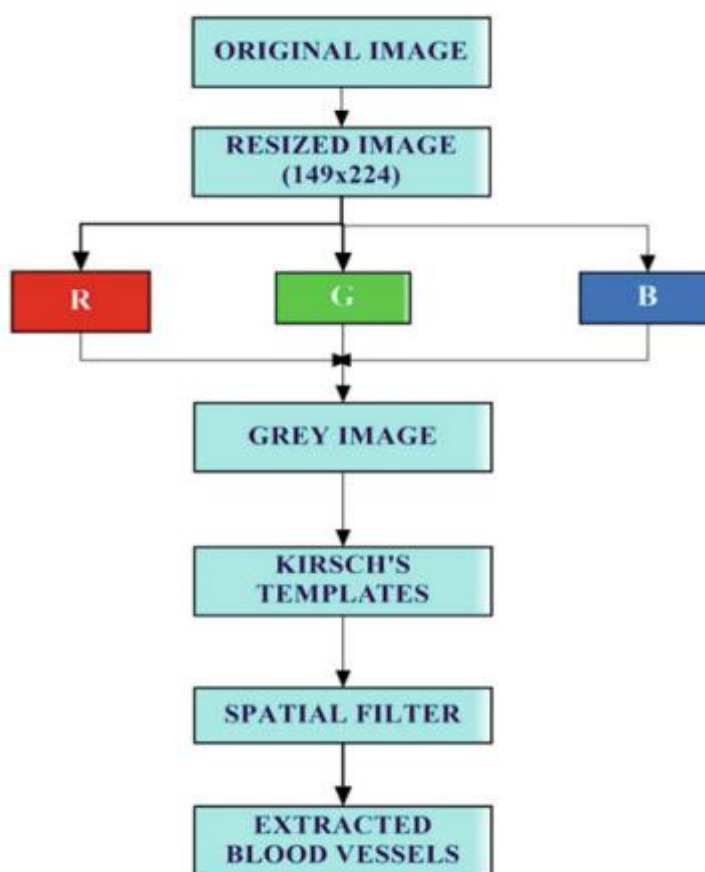 ORIGINAL IMAGE
RESIZED IMAGE
(149x224)
R
G
B
GREY IMAGE
KIRSCH'S
TEMPLATES
SPATIAL FILTER
EXTRACTED
BLOOD VESSELS